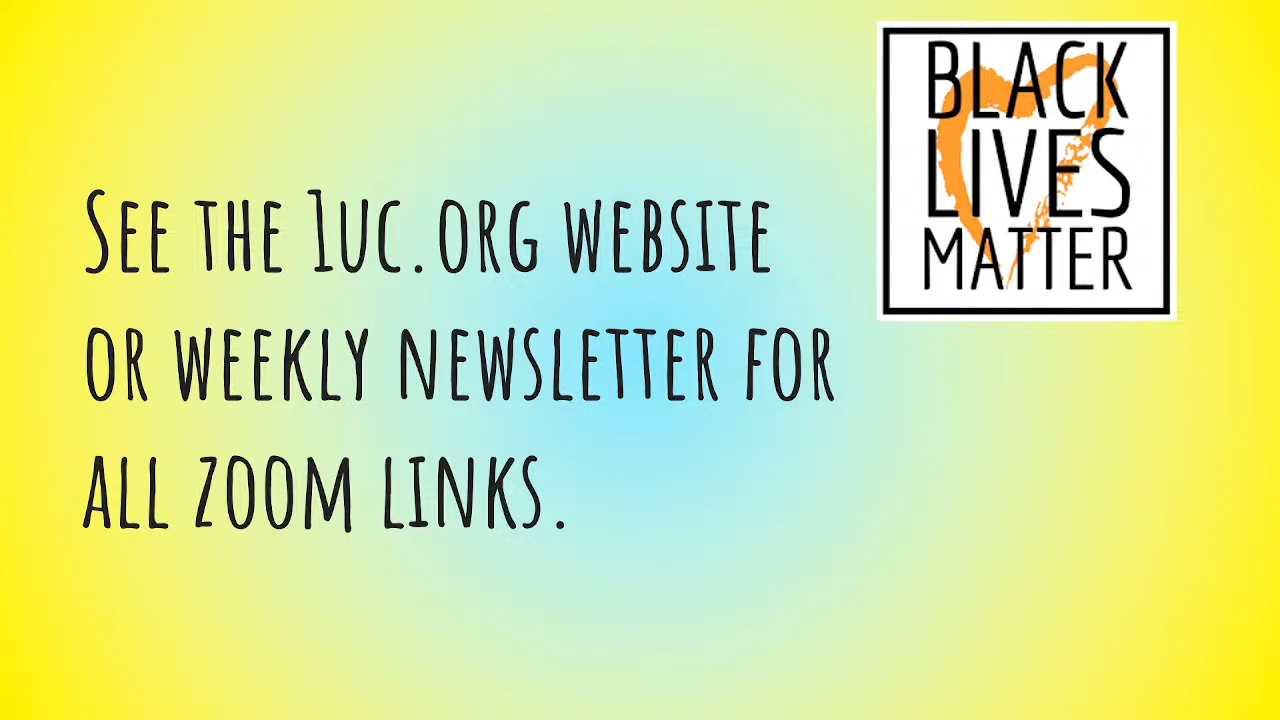 See the 1uc.org website
or weekly newsletter for
all zoom links.
BLACK
LIVES
MATTER